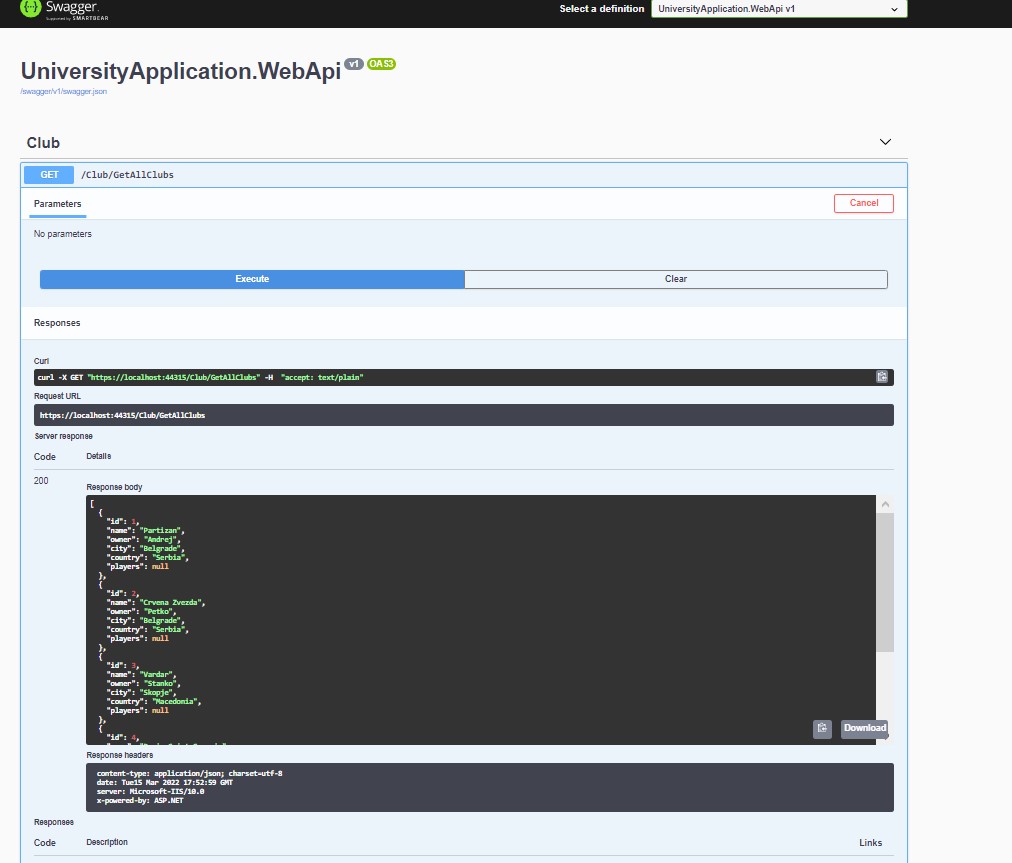 Swagger.
Supported by SMARTBEAR
Select a definition
UniversityApplication.WebApi v1
UniversityApplication.WebApi v1 OAS3
/swagger/v1/swagger.json
Club
GET /Club/GetAllClubs
Parameters
Cancel
No parameters
Execute
Clear
Responses
Curl
curl -X GET "https://localhost:44315/Club/GetAllClubs" -H "accept: text/plain"
Request URL
https://localhost:44315/Club/GetAllClubs
Server response
Code Details
200
Response body
[
{
"id": 1,
"name": "Partizan",
"owner": "Andrej",
"city": "Belgrade",
"country": "Serbia",
"players": null
},
{
"id": 2,
"name": "Crvena Zvezda",
"owner": "Petko",
"city": "Belgrade",
"country": "Serbia",
"players": null
},
{
"id": 3,
"name": "Vardar",
"owner": "Stanko",
"city": "Skopje",
"country": "Macedonia",
"players": null
},
{
"id": 4,
Download
Response headers
content-type: application/json; charset=utf-8
date: Tue15 Mar 2022 17:52:59 GMT
server: Microsoft-IIS/10.0
x-powered-by: ASP.NET
Responses
Code Description Links